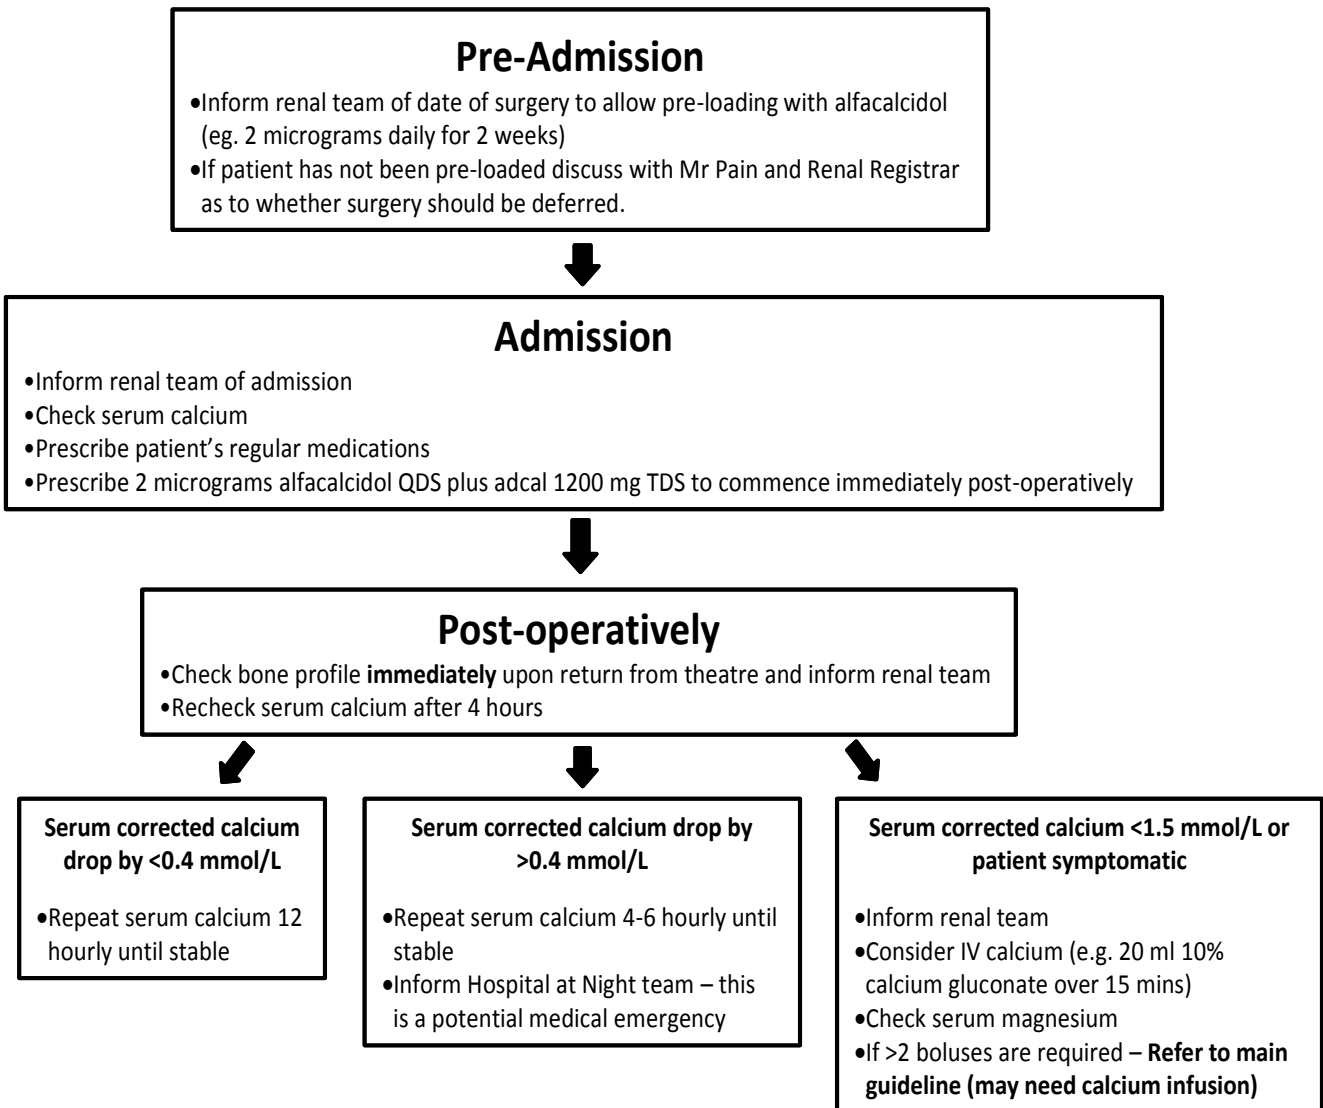 Pre-Admission
•Inform renal team of date of surgery to allow pre-loading with alfacalcidol
(eg. 2 micrograms daily for 2 weeks)
•If patient has not been pre-loaded discuss with Mr Pain and Renal Registrar
as to whether surgery should be deferred.
Admission
•Inform renal team of admission
•Check serum calcium
•Prescribe patient’s regular medications
•Prescribe 2 micrograms alfacalcidol QDS plus adcal 1200 mg TDS to commence immediately post-operatively
Post-operatively
•Check bone profile immediately upon return from theatre and inform renal team
•Recheck serum calcium after 4 hours
Serum corrected calcium
drop by <0.4 mmol/L
•Repeat serum calcium 12
hourly until stable
Serum corrected calcium drop by
>0.4 mmol/L
•Repeat serum calcium 4-6 hourly until
stable
•Inform Hospital at Night team – this
is a potential medical emergency
Serum corrected calcium <1.5 mmol/L or
patient symptomatic
•Inform renal team
•Consider IV calcium (e.g. 20 ml 10%
calcium gluconate over 15 mins)
•Check serum magnesium
•If >2 boluses are required – Refer to main
guideline (may need calcium infusion)